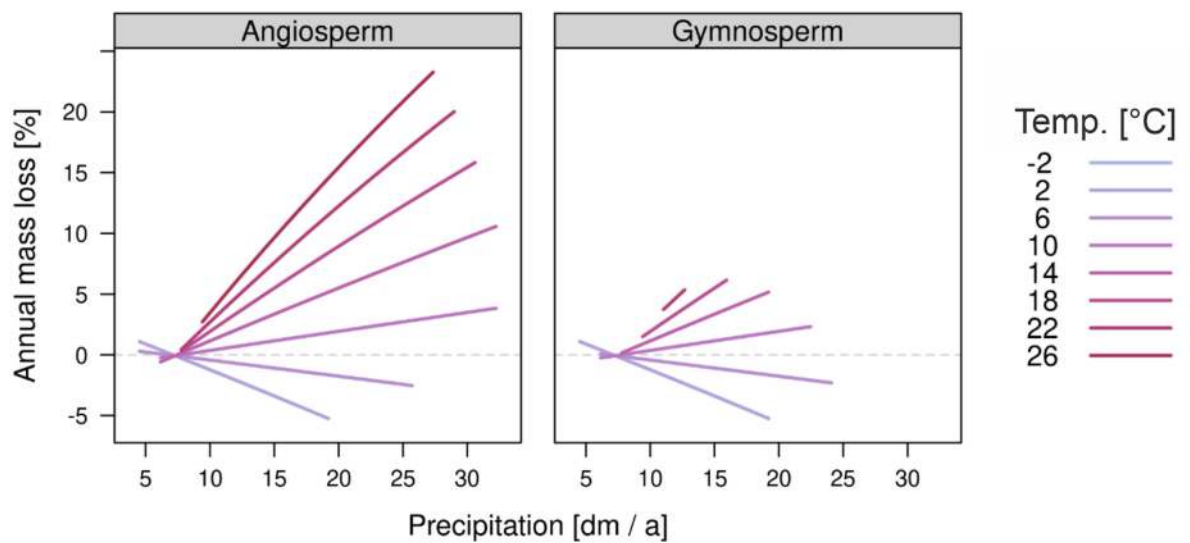 Angiosperm
Gymnosperm
Annual mass loss [%]
20
15
10
5
0
-5
5 10 15 20 25 30
5 10 15 20 25 30
Precipitation [dm / a]
Temp. [°C]
-2
2
6
10
14
18
22
26